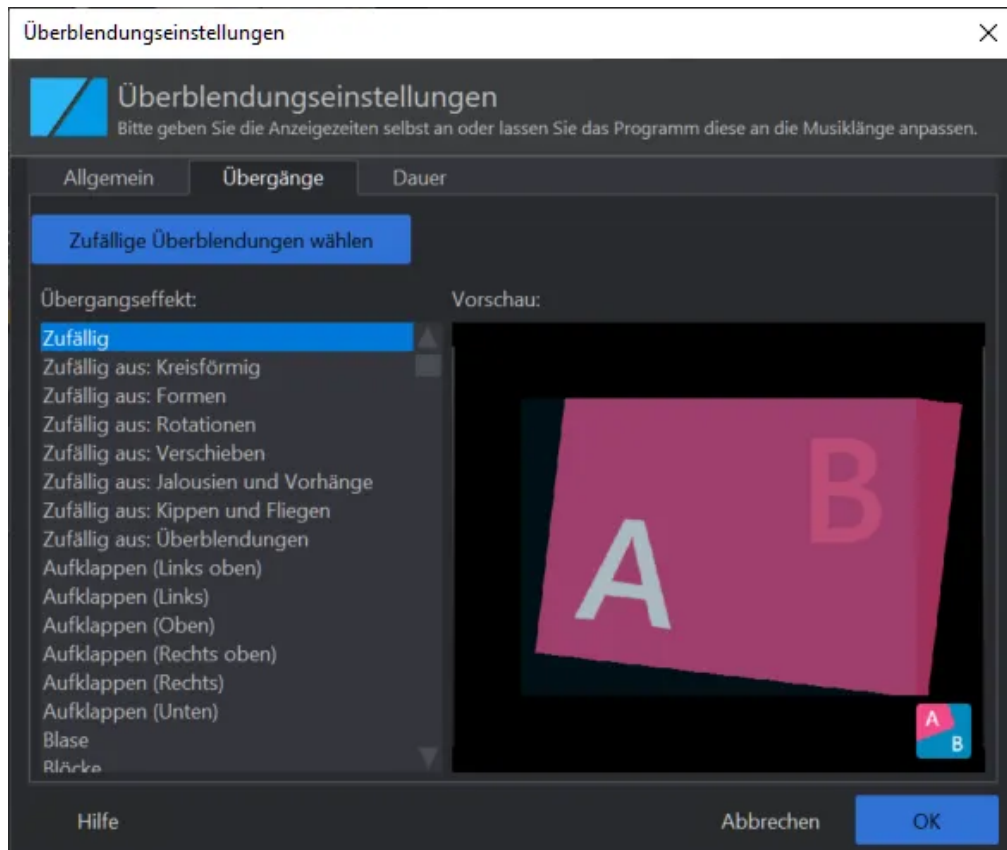 Überblendungseinstellungen
Überblendungseinstellungen
Bitte geben Sie die Anzeigezeiten selbst an oder lassen Sie das Programm diese an die Musiklänge anpassen.
Allgemein Übergänge Dauer
Zufällige Überblendungen wählen
Übergangseffekt: Vorschau:
Zufällig
Zufällig aus: Kreisförmig
Zufällig aus: Formen
Zufällig aus: Rotationen
Zufällig aus: Verschieben
Zufällig aus: Jalousien und Vorhänge
Zufällig aus: Kippen und Fliegen
Zufällig aus: Überblendungen
Aufklappen (Links oben)
Aufklappen (Links)
Aufklappen (Oben)
Aufklappen (Rechts oben)
Aufklappen (Rechts)
Aufklappen (Unten)
Blase
Blöcke
B
A
A
B
Hilfe Abbrechen OK